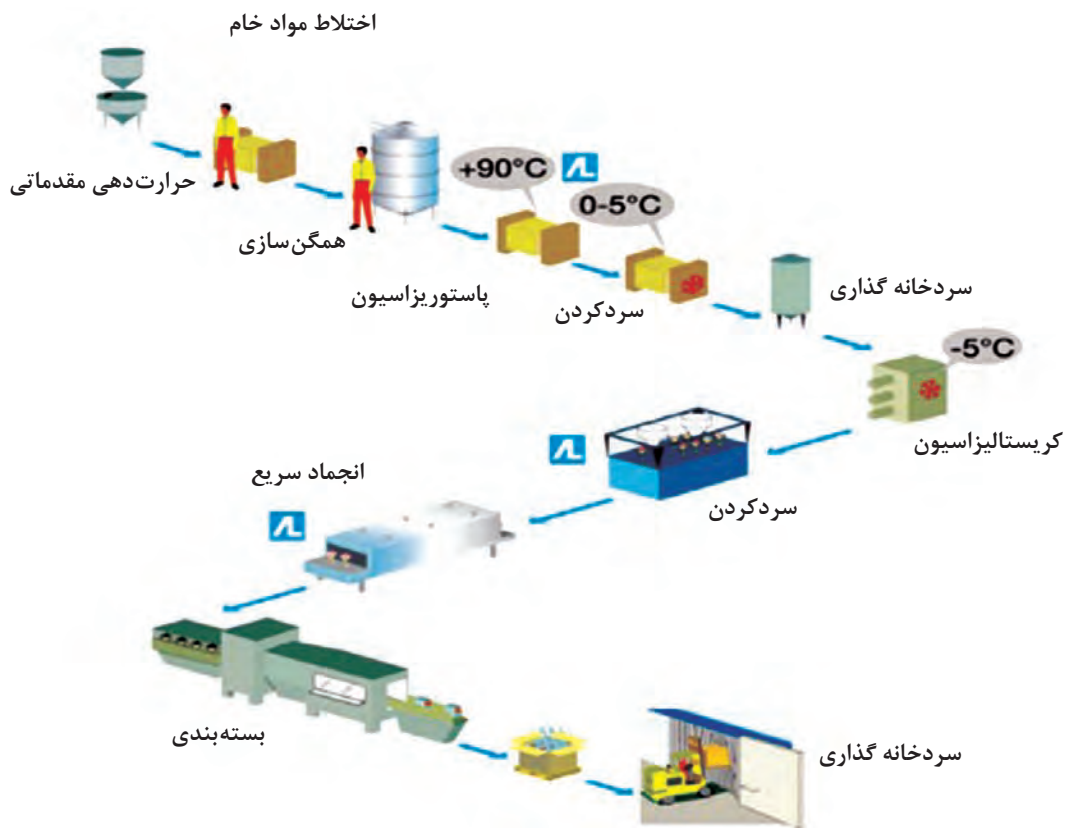 اختلاط مواد خام
حرارت‌دهی مقدماتی
همگن‌سازی
+90°C
پاستوریزاسیون
0-5°C
سردکردن
سردخانه گذاری
-5°C
کریستالیزاسیون
سردکردن
انجماد سریع
بسته‌بندی
سردخانه گذاری